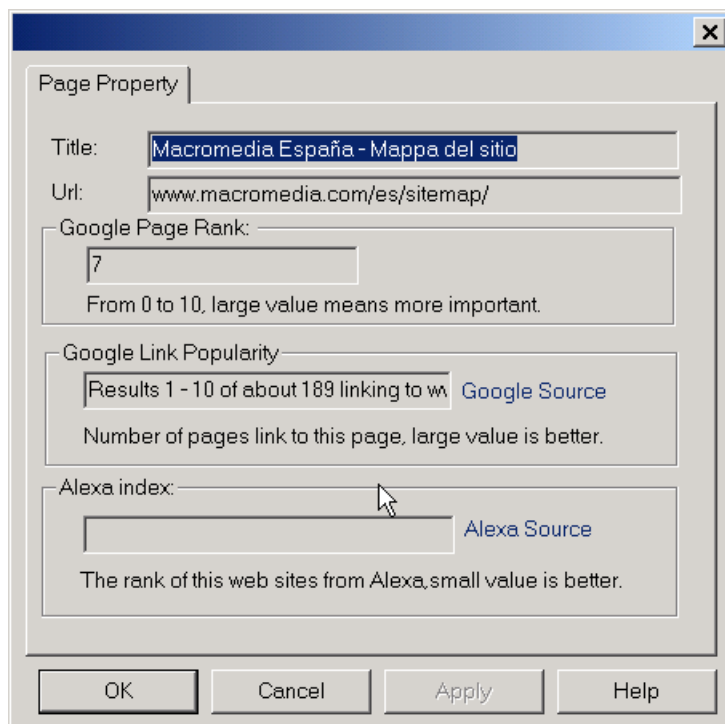 Page Property
Title: Macromedia España - Mappa del sitio
Url: www.macromedia.com/es/sitemap/
Google Page Rank:
7
From 0 to 10, large value means more important.
Google Link Popularity
Results 1 - 10 of about 189 linking to Google Source
Number of pages link to this page, large value is better.
Alexa index:
Alexa Source
The rank of this web sites from Alexa,small value is better.
OK Cancel Apply Help